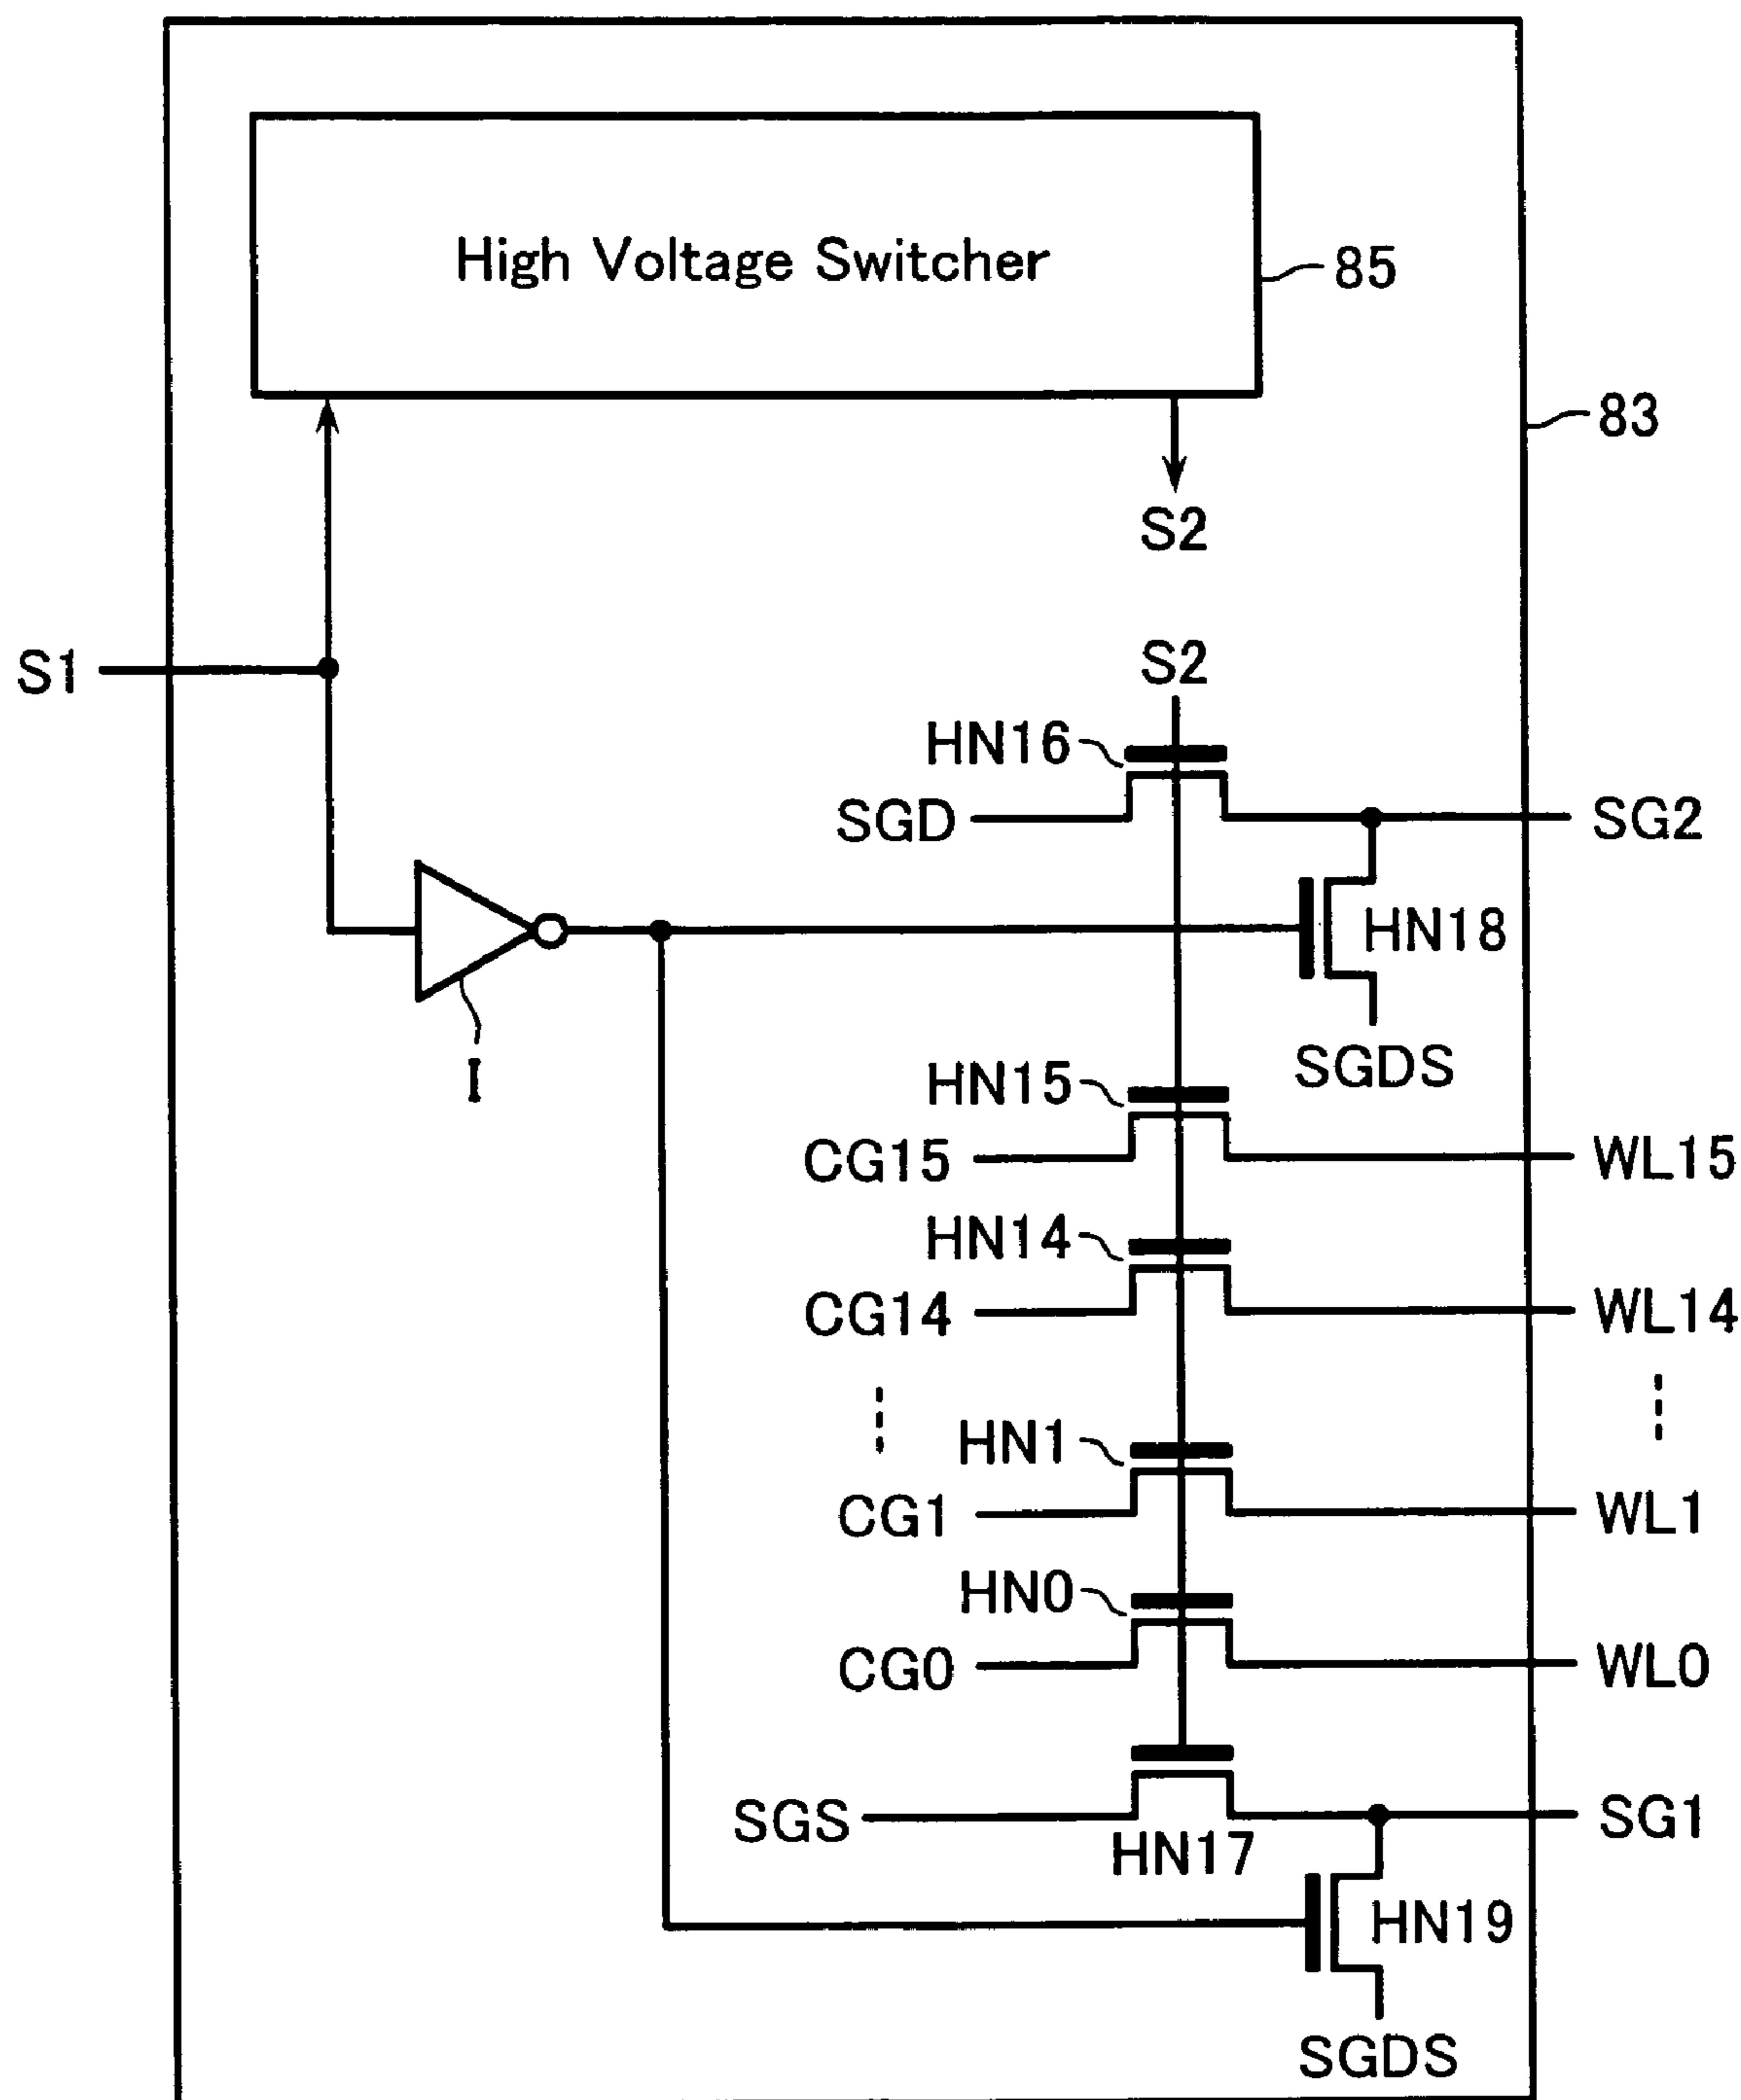 High Voltage Switcher
85
83
S2
S1
S2
HN16
SGD
SG2
HN18
I
SGDS
HN15
CG15
WL15
HN14
CG14
WL14
HN1
CG1
WL1
HN0
CG0
WL0
SGS
SG1
HN17
HN19
SGDS